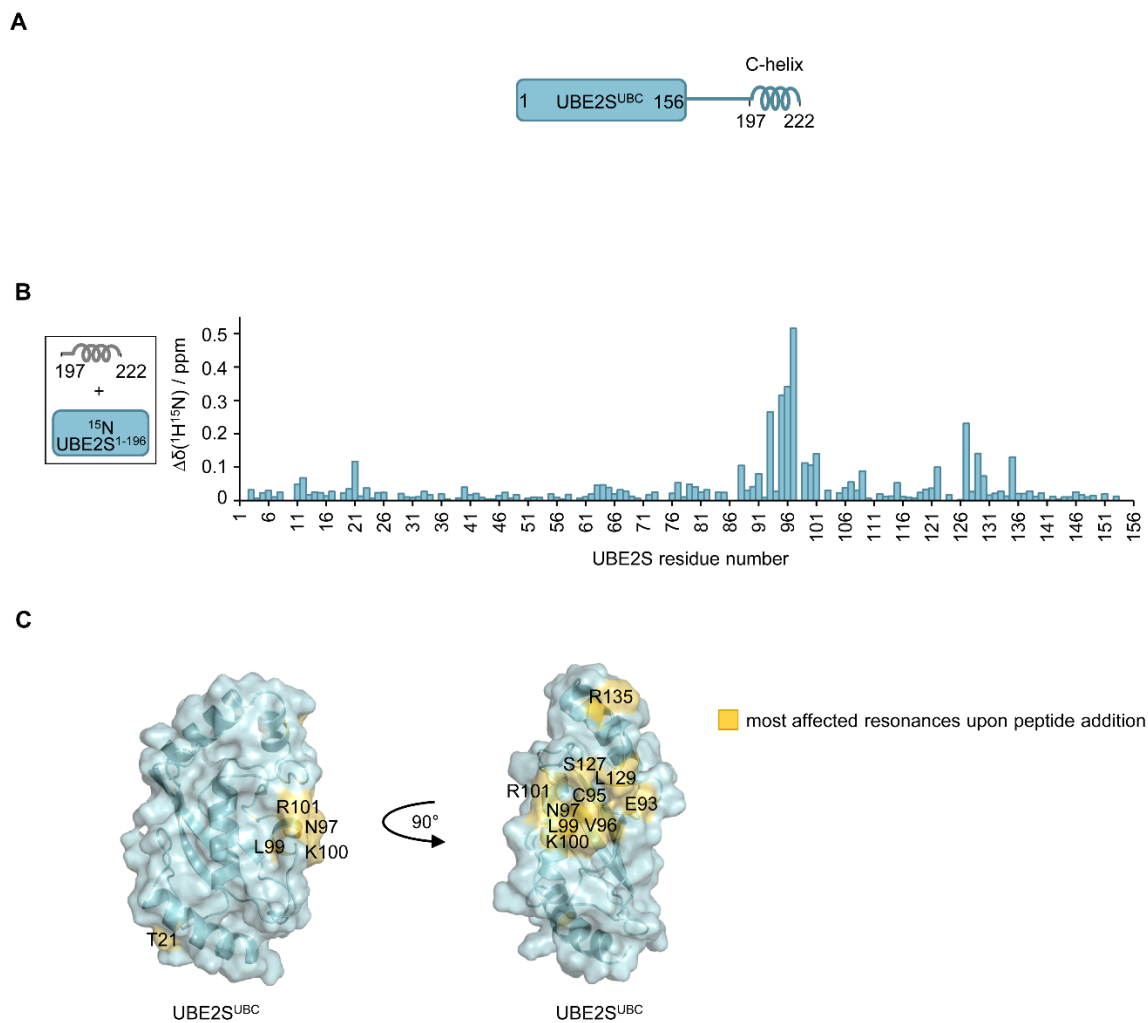 A
C-helix
1 UBE2S^UBC 156
197 222
B
197 222
+
¹⁵N
UBE2S¹⁻¹⁹⁶
Δδ(¹H¹⁵N) / ppm
0.5
0.4
0.3
0.2
0.1
0
1 6 11 16 21 26 31 36 41 46 51 56 61 66 71 76 81 86 91 96 101 106 111 116 121 126 131 136 141 146 151 156
UBE2S residue number
C
R135
most affected resonances upon peptide addition
S127
L129
R101 C95
E93
R101
N97
N97
L99 V96
L99
K100
K100
90°
T21
UBE2S^UBC
UBE2S^UBC